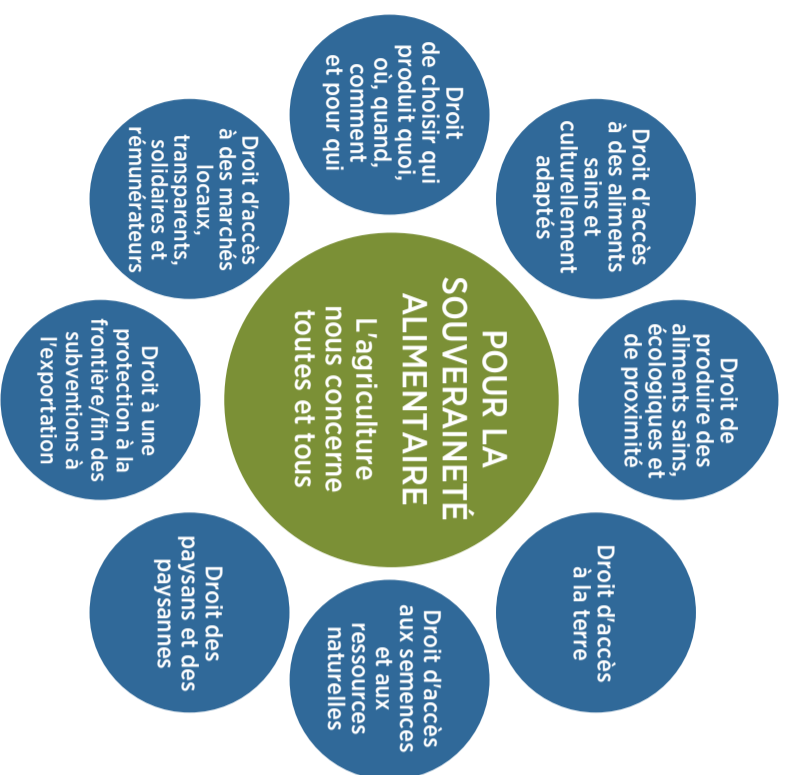 POUR LA
SOUVERAINETÉ
ALIMENTAIRE
L'agriculture
nous concerne
toutes et tous
Droit de
produire des
aliments sains,
écologiques et
de proximité
Droit d'accès
à la terre
Droit d'accès
aux semences
et aux
ressources
naturelles
Droit des
paysans et des
paysannes
Droit à une
protection à la
frontière/fin des
subventions à
l'exportation
Droit d'accès
à des marchés
locaux,
transparents,
solidaires et
rémunérateurs
Droit
de choisir qui
produit quoi,
où, quand,
comment
et pour qui
Droit d'accès
à des aliments
sains et
culturellement
adaptés